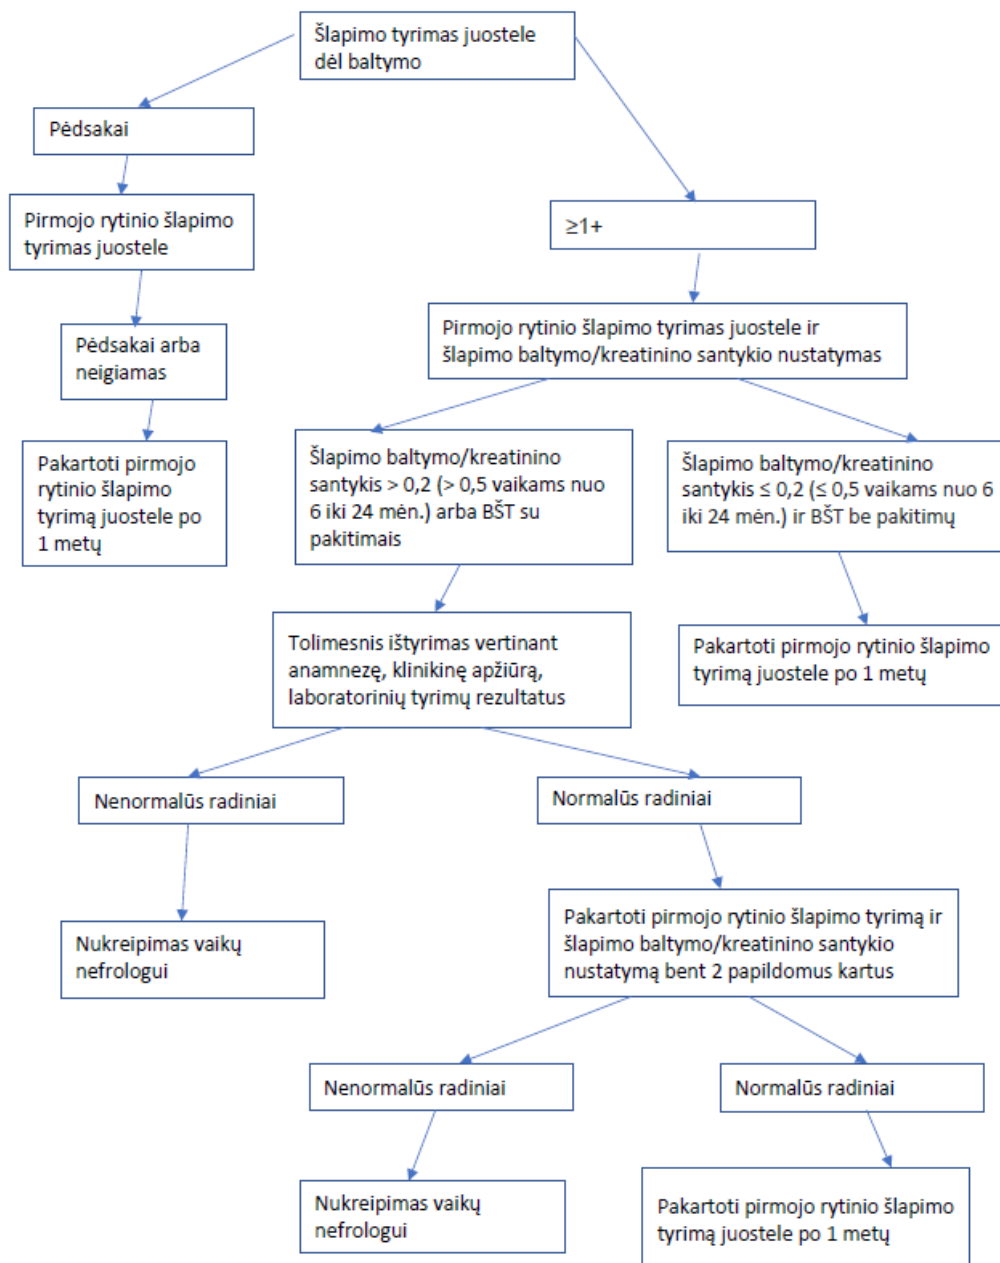 Šlapimo tyrimas juostele
dėl baltymo
Pėdsakai
Pirmojo rytinio šlapimo
tyrimas juostele
≥1+
Pėdsakai arba
neigiamas
Pirmojo rytinio šlapimo tyrimas juostele ir
šlapimo baltymo/kreatinino santykio nustatymas
Pakartoti pirmojo
rytinio šlapimo
tyrimą juostele po
1 metų
Šlapimo baltymo/kreatinino
santykis > 0,2 (> 0,5 vaikams nuo
6 iki 24 mėn.) arba BŠT su
pakitimais
Šlapimo baltymo/kreatinino
santykis ≤ 0,2 (≤ 0,5 vaikams nuo 6
iki 24 mėn.) ir BŠT be pakitimų
Tolimesnis ištyrimas vertinant
anamnezę, klinikinę apžiūrą,
laboratorinių tyrimų rezultatus
Pakartoti pirmojo rytinio šlapimo
tyrimą juostele po 1 metų
Nenormalūs radiniai
Normalūs radiniai
Nukreipimas vaikų
nefrologui
Pakartoti pirmojo rytinio šlapimo tyrimą ir
šlapimo baltymo/kreatinino santykio
nustatymą bent 2 papildomus kartus
Nenormalūs radiniai
Normalūs radiniai
Nukreipimas vaikų
nefrologui
Pakartoti pirmojo rytinio šlapimo
tyrimą juostele po 1 metų